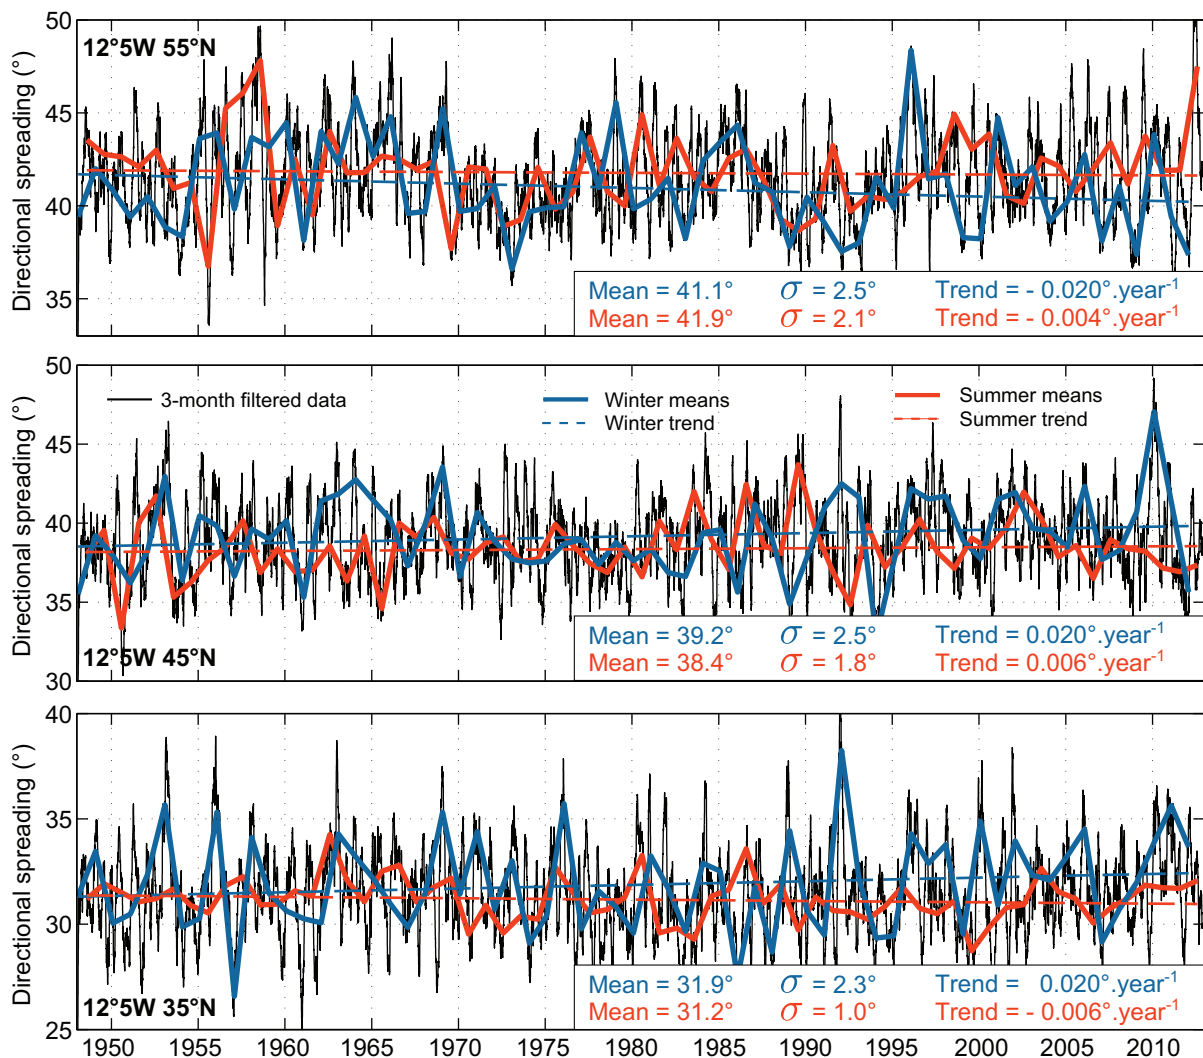 50
45
40
35
Directional spreading (°)
12°5W 55°N
Mean = 41.1° σ = 2.5° Trend = - 0.020°.year⁻¹
Mean = 41.9° σ = 2.1° Trend = - 0.004°.year⁻¹
50
45
40
35
30
Directional spreading (°)
3-month filtered data Winter means Summer means
Winter trend Summer trend
12°5W 45°N
Mean = 39.2° σ = 2.5° Trend = 0.020°.year⁻¹
Mean = 38.4° σ = 1.8° Trend = 0.006°.year⁻¹
40
35
30
25
Directional spreading (°)
12°5W 35°N
Mean = 31.9° σ = 2.3° Trend = 0.020°.year⁻¹
Mean = 31.2° σ = 1.0° Trend = - 0.006°.year⁻¹
1950 1955 1960 1965 1970 1975 1980 1985 1990 1995 2000 2005 2010